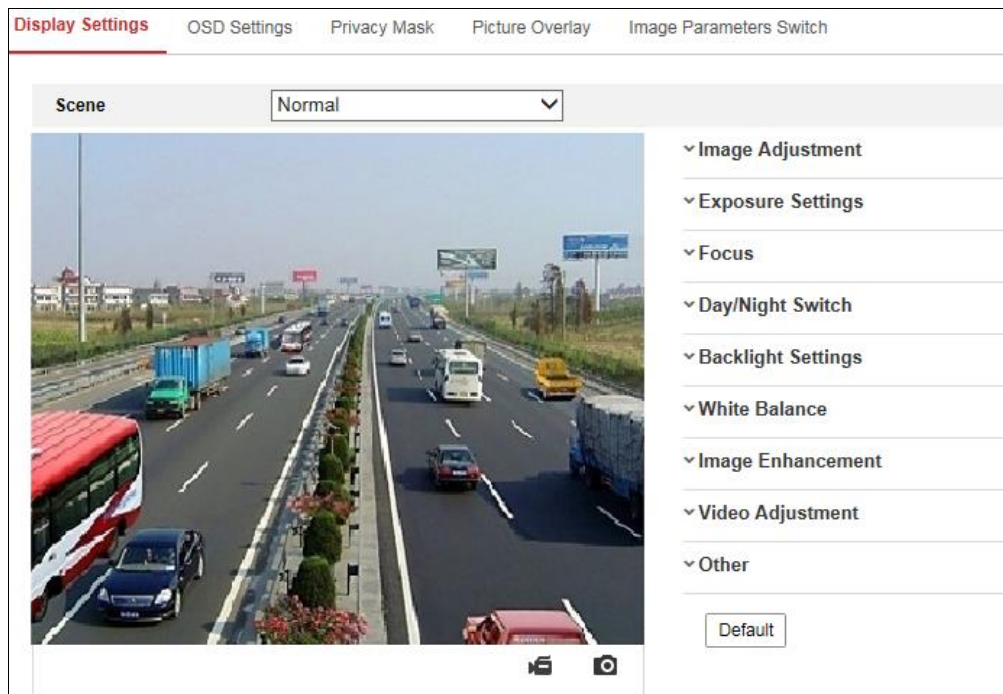 Display Settings
OSD Settings
Privacy Mask
Picture Overlay
Image Parameters Switch
Scene
Normal
Image Adjustment
Exposure Settings
Focus
Day/Night Switch
Backlight Settings
White Balance
Image Enhancement
Video Adjustment
Other
Default